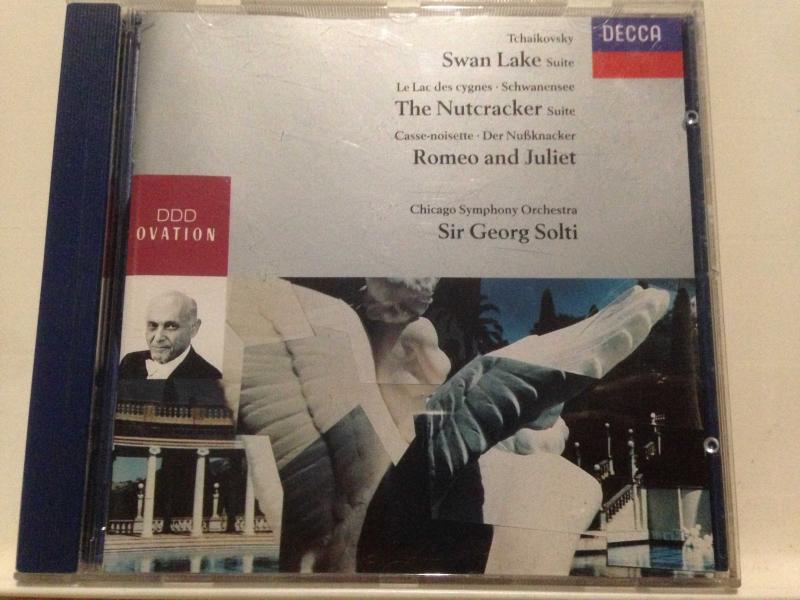 DECCA
Tchaikovsky
Swan Lake Suite
Le Lac des cygnes · Schwanensee
The Nutcracker Suite
Casse-noisette · Der Nußknacker
Romeo and Juliet
Chicago Symphony Orchestra
Sir Georg Solti
DDD
OVATION